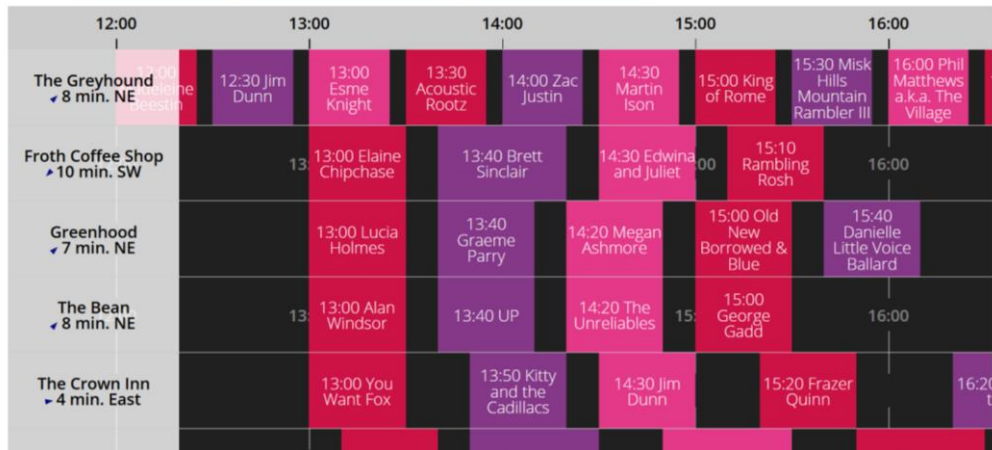 12:00
13:00
14:00
15:00
16:00
The Greyhound
8 min. NE
12:30 Jim
Dunn
13:00
Esme
Knight
13:30
Acoustic
Rootz
14:00 Zac
Justin
14:30
Martin
Ison
15:00 King
of Rome
15:30 Misk
Hills
Mountain
Rambler III
16:00 Phil
Matthews
a.k.a. The
Village
Froth Coffee Shop
10 min. SW
13:00 Elaine
Chipchase
13:40 Brett
Sinclair
14:30 Edwina
and Juliet
15:10
Rambling
Rosh
16:00
Greenhood
7 min. NE
13:00 Lucia
Holmes
13:40
Graeme
Parry
14:20 Megan
Ashmore
15:00 Old
New
Borrowed &
Blue
15:40
Danielle
Little Voice
Ballard
The Bean
8 min. NE
13:00 Alan
Windsor
13:40 UP
14:20 The
Unreliables
15:00
George
Gadd
16:00
The Crown Inn
4 min. East
13:00 You
Want Fox
13:50 Kitty
and the
Cadillacs
14:30 Jim
Dunn
15:20 Frazer
Quinn
16:20